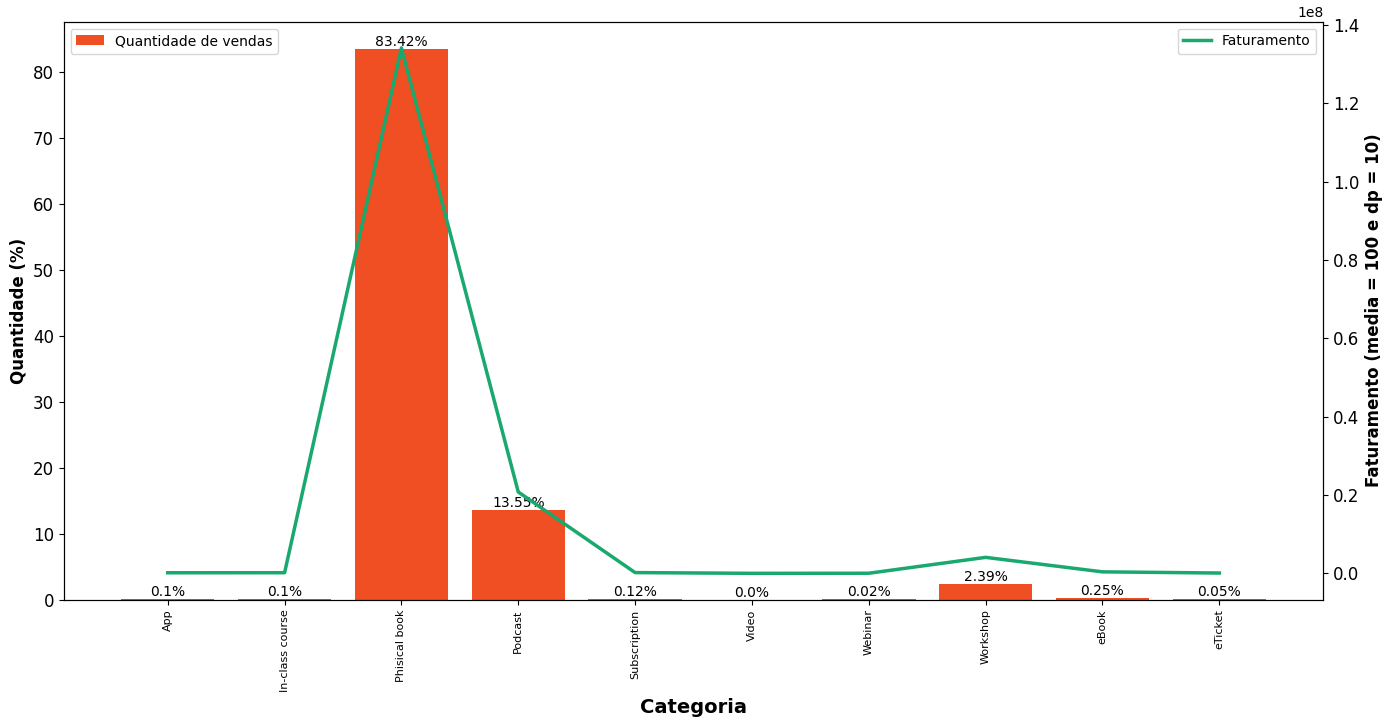 1e8
Quantidade de vendas
Faturamento
83.42%
13.55%
0.1%
0.1%
0.12%
0.0%
0.02%
2.39%
0.25%
0.05%
80
70
60
50
40
30
20
10
0
Quantidade (%)
1.4
1.2
1.0
0.8
0.6
0.4
0.2
0.0
Faturamento (media = 100 e dp = 10)
App
In-class course
Phisical book
Podcast
Subscription
Video
Webinar
Workshop
eBook
eTicket
Categoria